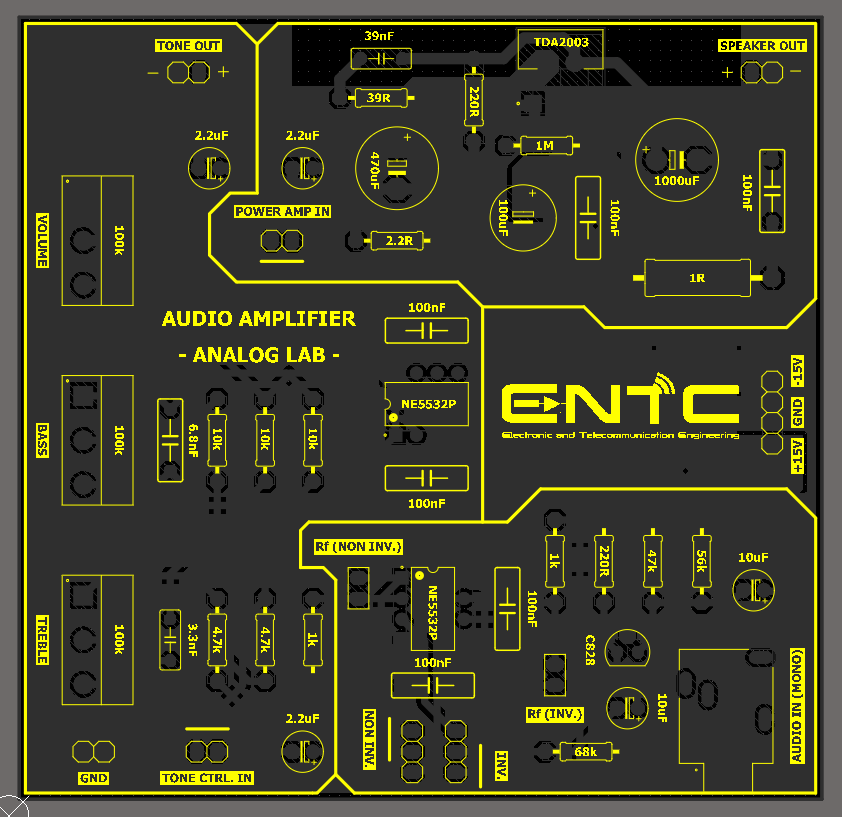 39nF
TDA2003
TONE OUT
SPEAKER OUT
- +
+ -
39R
220R
2.2uF
2.2uF
1M
470uF
1000uF
100nF
100uF
100nF
POWER AMP IN
VOLUME
100k
2.2R
1R
100nF
AUDIO AMPLIFIER
- ANALOG LAB -
NE5532P
ENTC
Electronic and Telecommunication Engineering
-15V
GND
+15V
BASS
100k
6.8nF
10k
10k
10k
100nF
Rf (NON INV.)
1k
220R
47k
56k
10uF
NE5532P
100nF
TREBLE
100k
3.3nF
4.7k
4.7k
1k
100nF
C828
AUDIO IN (MONO)
Rf (INV.)
10uF
2.2uF
NON INV.
INV.
68k
GND
TONE CTRL. IN